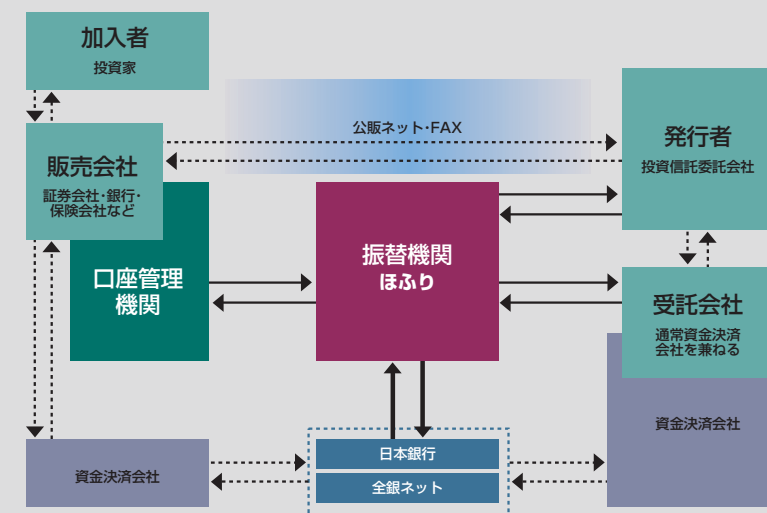 加入者
投資家
公販ネット・FAX
発行者
投資信託委託会社
販売会社
証券会社・銀行・
保険会社など
口座管理
機関
振替機関
ほふり
受託会社
通常資金決済
会社を兼ねる
資金決済会社
資金決済会社
日本銀行
全銀ネット